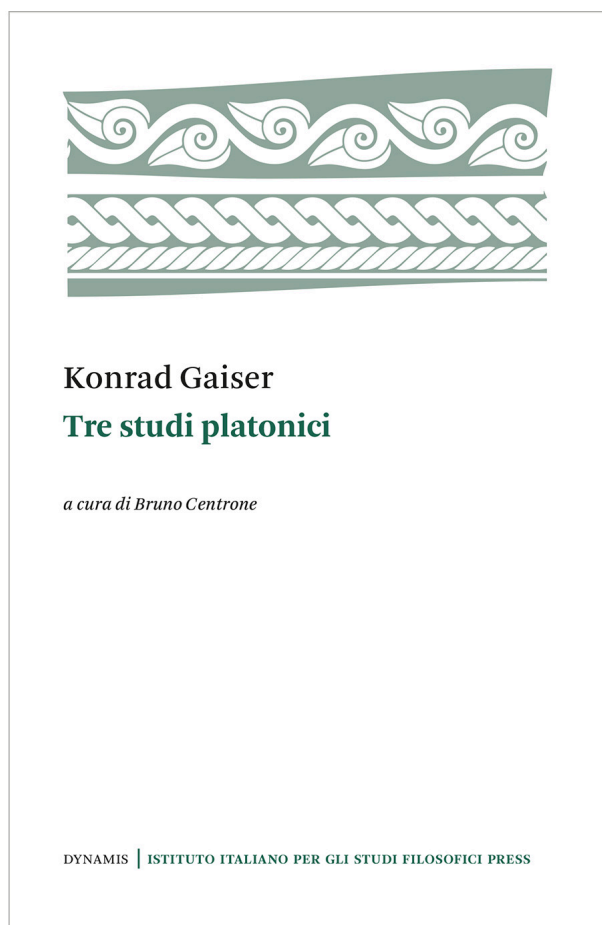 Konrad Gaiser
Tre studi platonici
a cura di Bruno Centrone
DYNAMIS | ISTITUTO ITALIANO PER GLI STUDI FILOSOFICI PRESS